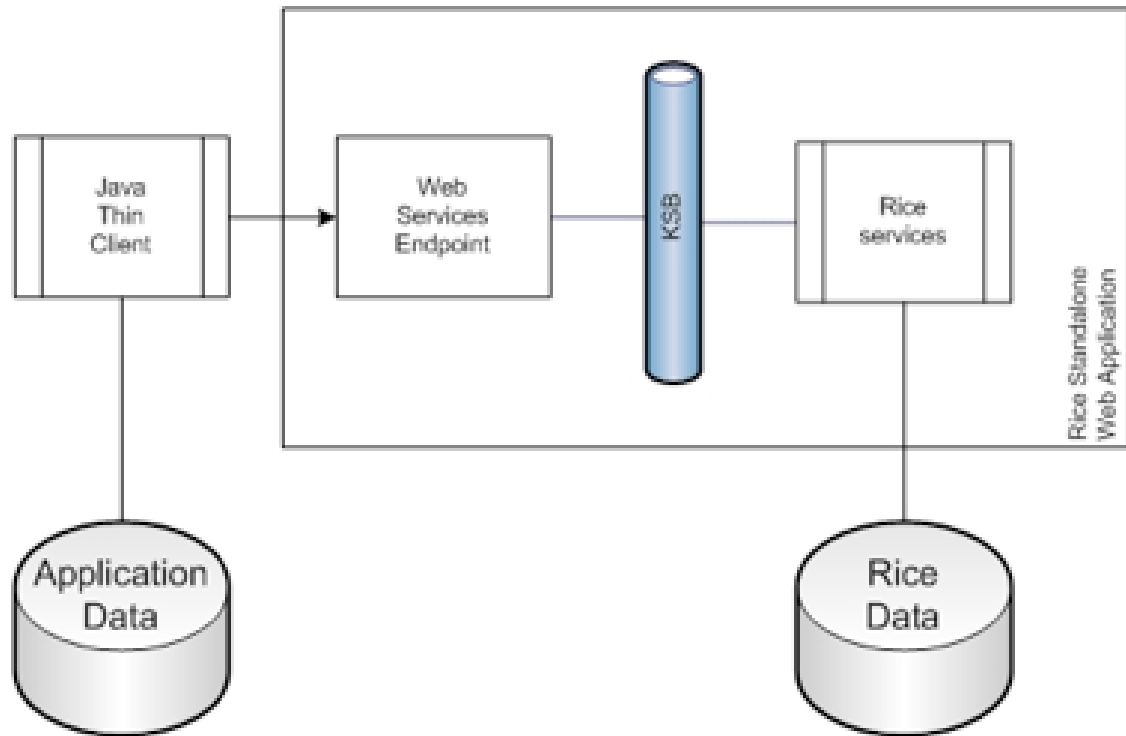 Java
Thin
Client
Web
Services
Endpoint
KSB
Rice
services
Rice Standalone
Web Application
Application
Data
Rice
Data